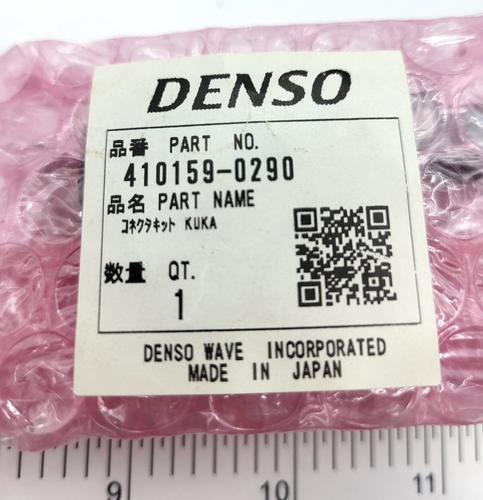 DENSO
品番 PART NO.
410159-0290
品名 PART NAME
コネクタキット KUKA
数量 QT.
1
DENSO WAVE INCORPORATED
MADE IN JAPAN
9 10 11